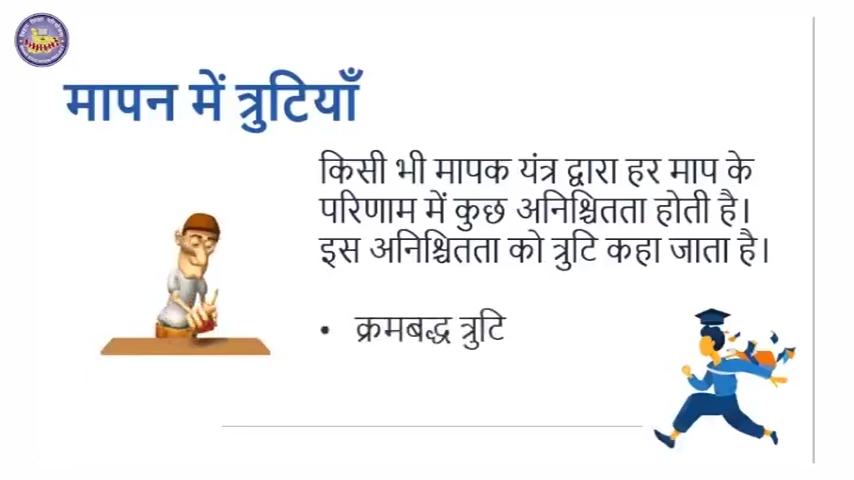 मापन में त्रुटियाँ
किसी भी मापक यंत्र द्वारा हर माप के
परिणाम में कुछ अनिश्चितता होती है।
इस अनिश्चितता को त्रुटि कहा जाता है।
• क्रमबद्ध त्रुटि